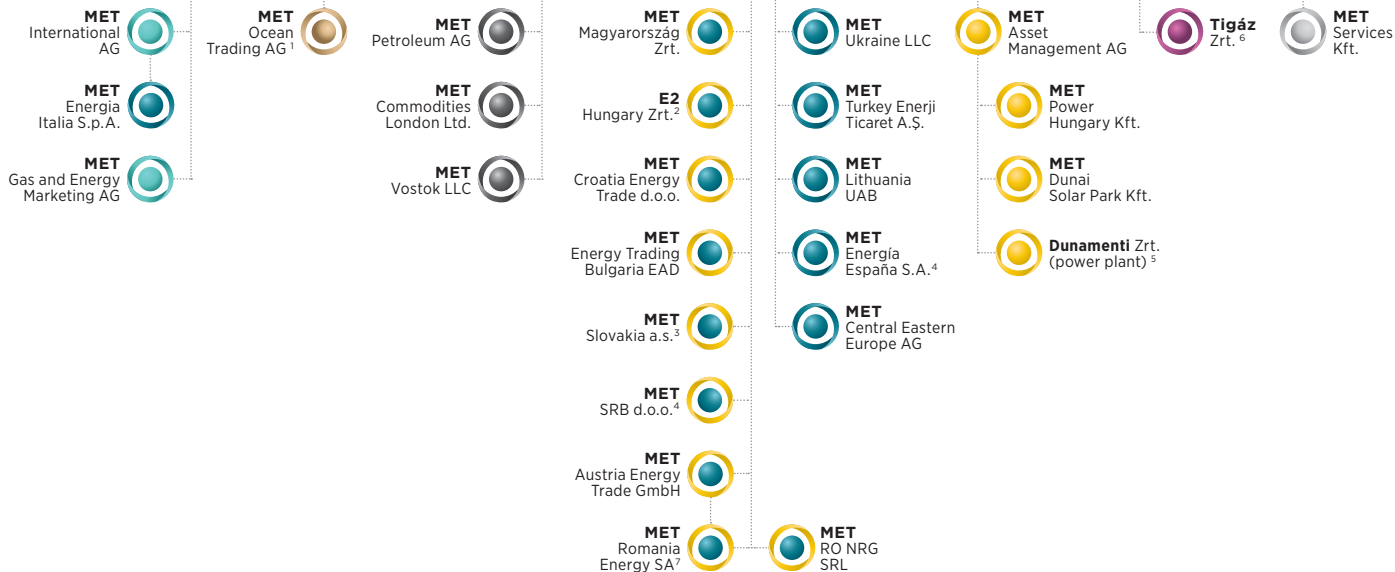 MET
International
AG
MET
Energia
Italia S.p.A.
MET
Gas and Energy
Marketing AG
MET
Ocean
Trading AG 1
MET
Petroleum AG
MET
Commodities
London Ltd.
MET
Vostok LLC
MET
Magyarország
Zrt.
E2
Hungary Zrt.2
MET
Croatia Energy
Trade d.o.o.
MET
Energy Trading
Bulgaria EAD
MET
Slovakia a.s.3
MET
SRB d.o.o.4
MET
Austria Energy
Trade GmbH
MET
Romania
Energy SA7
MET
RO NRG
SRL
MET
Ukraine LLC
MET
Turkey Enerji
Ticaret A.Ş.
MET
Lithuania
UAB
MET
Energía
España S.A.4
MET
Central Eastern
Europe AG
MET
Asset
Management AG
MET
Power
Hungary Kft.
MET
Dunai
Solar Park Kft.
Dunamenti Zrt.
(power plant) 5
Tigáz
Zrt. 6
MET
Services
Kft.